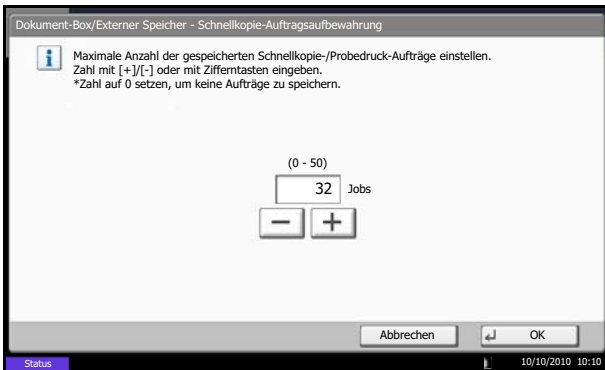 Dokument-Box/Externer Speicher - Schnellkopie-Auftragsaufbewahrung
Maximale Anzahl der gespeicherten Schnellkopie-/Probedruck-Aufträge einstellen.
Zahl mit [+]/[-] oder mit Zifferntasten eingeben.
*Zahl auf 0 setzen, um keine Aufträge zu speichern.
(0 - 50)
32 Jobs
− +
Abbrechen OK
Status 10/10/2010 10:10